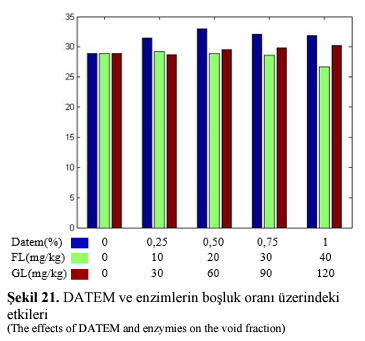 35
30
25
20
15
10
5
0
Datem(%) 0 0,25 0,50 0,75 1
FL(mg/kg) 0 10 20 30 40
GL(mg/kg) 0 30 60 90 120
Şekil 21. DATEM ve enzimlerin boşluk oranı üzerindeki
etkileri
(The effects of DATEM and enzymies on the void fraction)